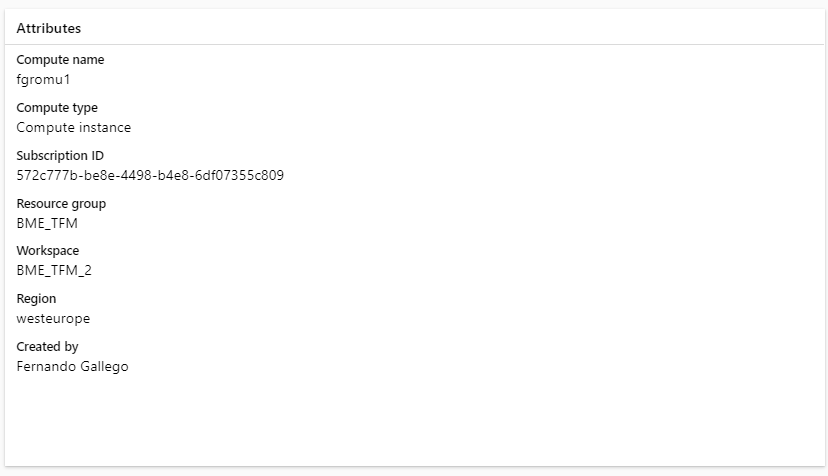 Attributes
Compute name
fgromu1
Compute type
Compute instance
Subscription ID
572c777b-be8e-4498-b4e8-6df07355c809
Resource group
BME_TFM
Workspace
BME_TFM_2
Region
westeurope
Created by
Fernando Gallego